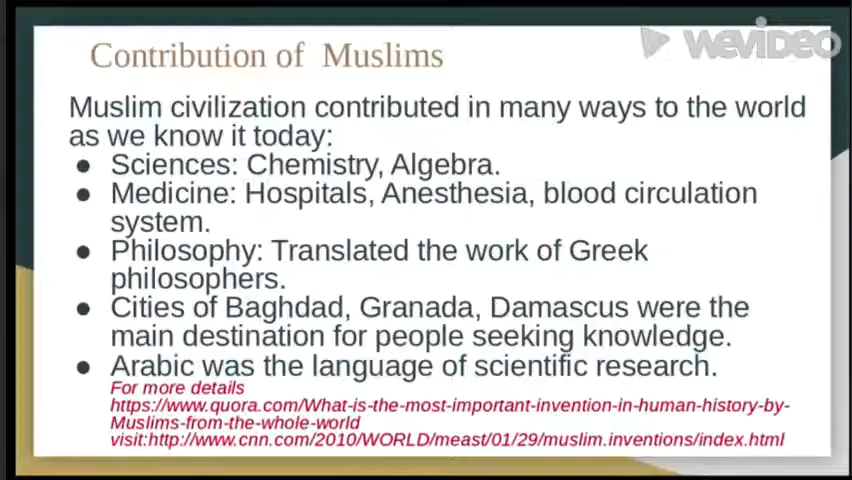 WeVideo
Contribution of Muslims
Muslim civilization contributed in many ways to the world
as we know it today:
● Sciences: Chemistry, Algebra.
● Medicine: Hospitals, Anesthesia, blood circulation
system.
● Philosophy: Translated the work of Greek
philosophers.
● Cities of Baghdad, Granada, Damascus were the
main destination for people seeking knowledge.
● Arabic was the language of scientific research.
For more details
https://www.quora.com/What-is-the-most-important-invention-in-human-history-by-
Muslims-from-the-whole-world
visit:http://www.cnn.com/2010/WORLD/meast/01/29/muslim.inventions/index.html